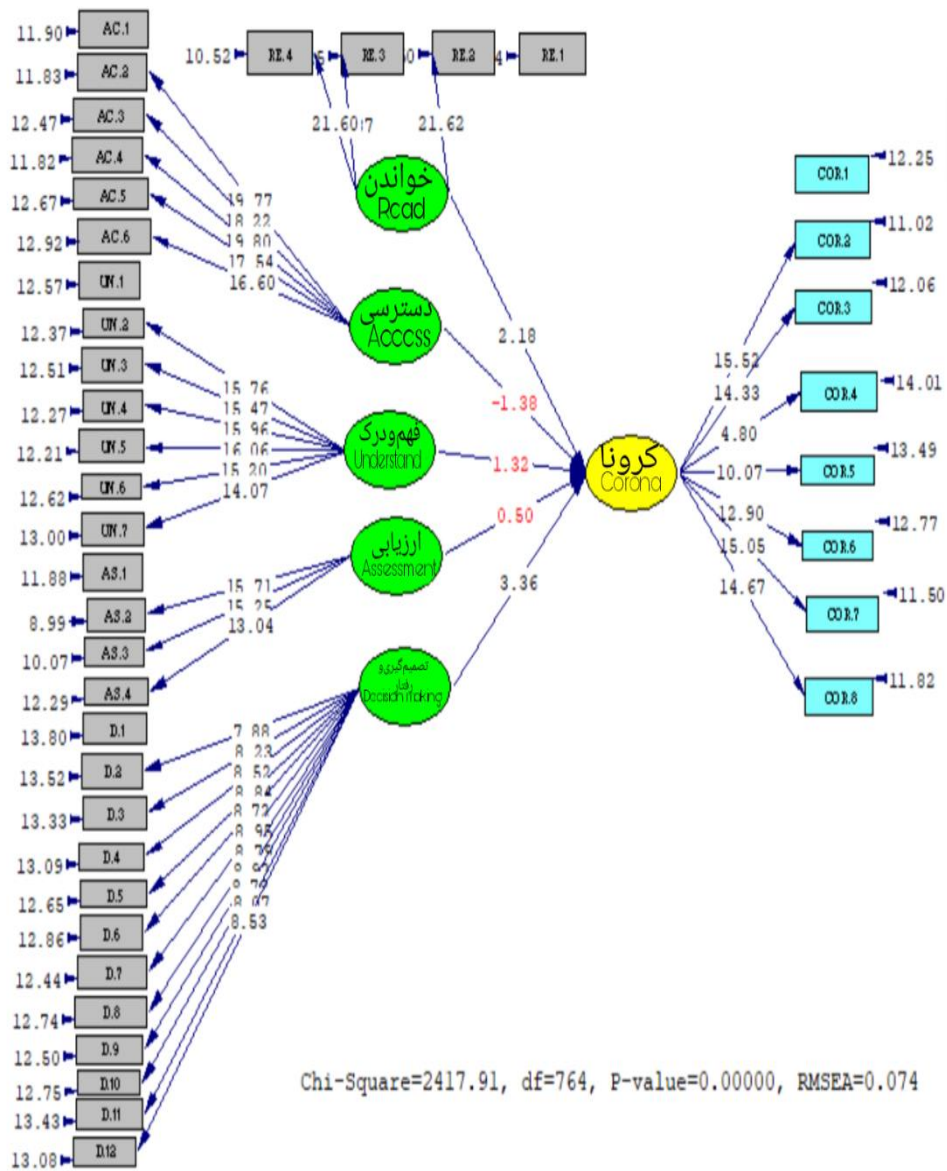 11.90 AC.1
11.83 AC.2
12.47 AC.3
11.82 AC.4
12.67 AC.5
12.92 AC.6
12.57 UN.1
12.37 UN.2
12.51 UN.3
12.27 UN.4
12.21 UN.5
12.62 UN.6
13.00 UN.7
11.88 AS.1
8.99 AS.2
10.07 AS.3
12.29 AS.4
13.80 D.1
13.52 D.2
13.33 D.3
13.09 D.4
12.65 D.5
12.86 D.6
12.44 D.7
12.74 D.8
12.50 D.9
12.75 D.10
13.43 D.11
13.08 D.12
10.52 RE.4
RE.3
RE.2
RE.1
21.60
21.62
خواندن
Read
19.77
18.22
19.80
17.54
16.60
دسترسی
Access
15.76
15.47
15.96
16.06
15.20
14.07
فهم‌ودرک
Understand
15.71
15.25
13.04
ارزیابی
Assessment
7.88
8.23
8.52
8.84
8.72
8.95
8.53
تصمیم‌گیری‌و
رفتار
Decision Making
2.18
-1.38
1.32
0.50
3.36
کرونا
Corona
15.52
14.33
4.80
10.07
12.90
15.05
14.67
COR.1 12.25
COR.2 11.02
COR.3 12.06
COR.4 14.01
COR.5 13.49
COR.6 12.77
COR.7 11.50
COR.8 11.82
Chi-Square=2417.91, df=764, P-value=0.00000, RMSEA=0.074